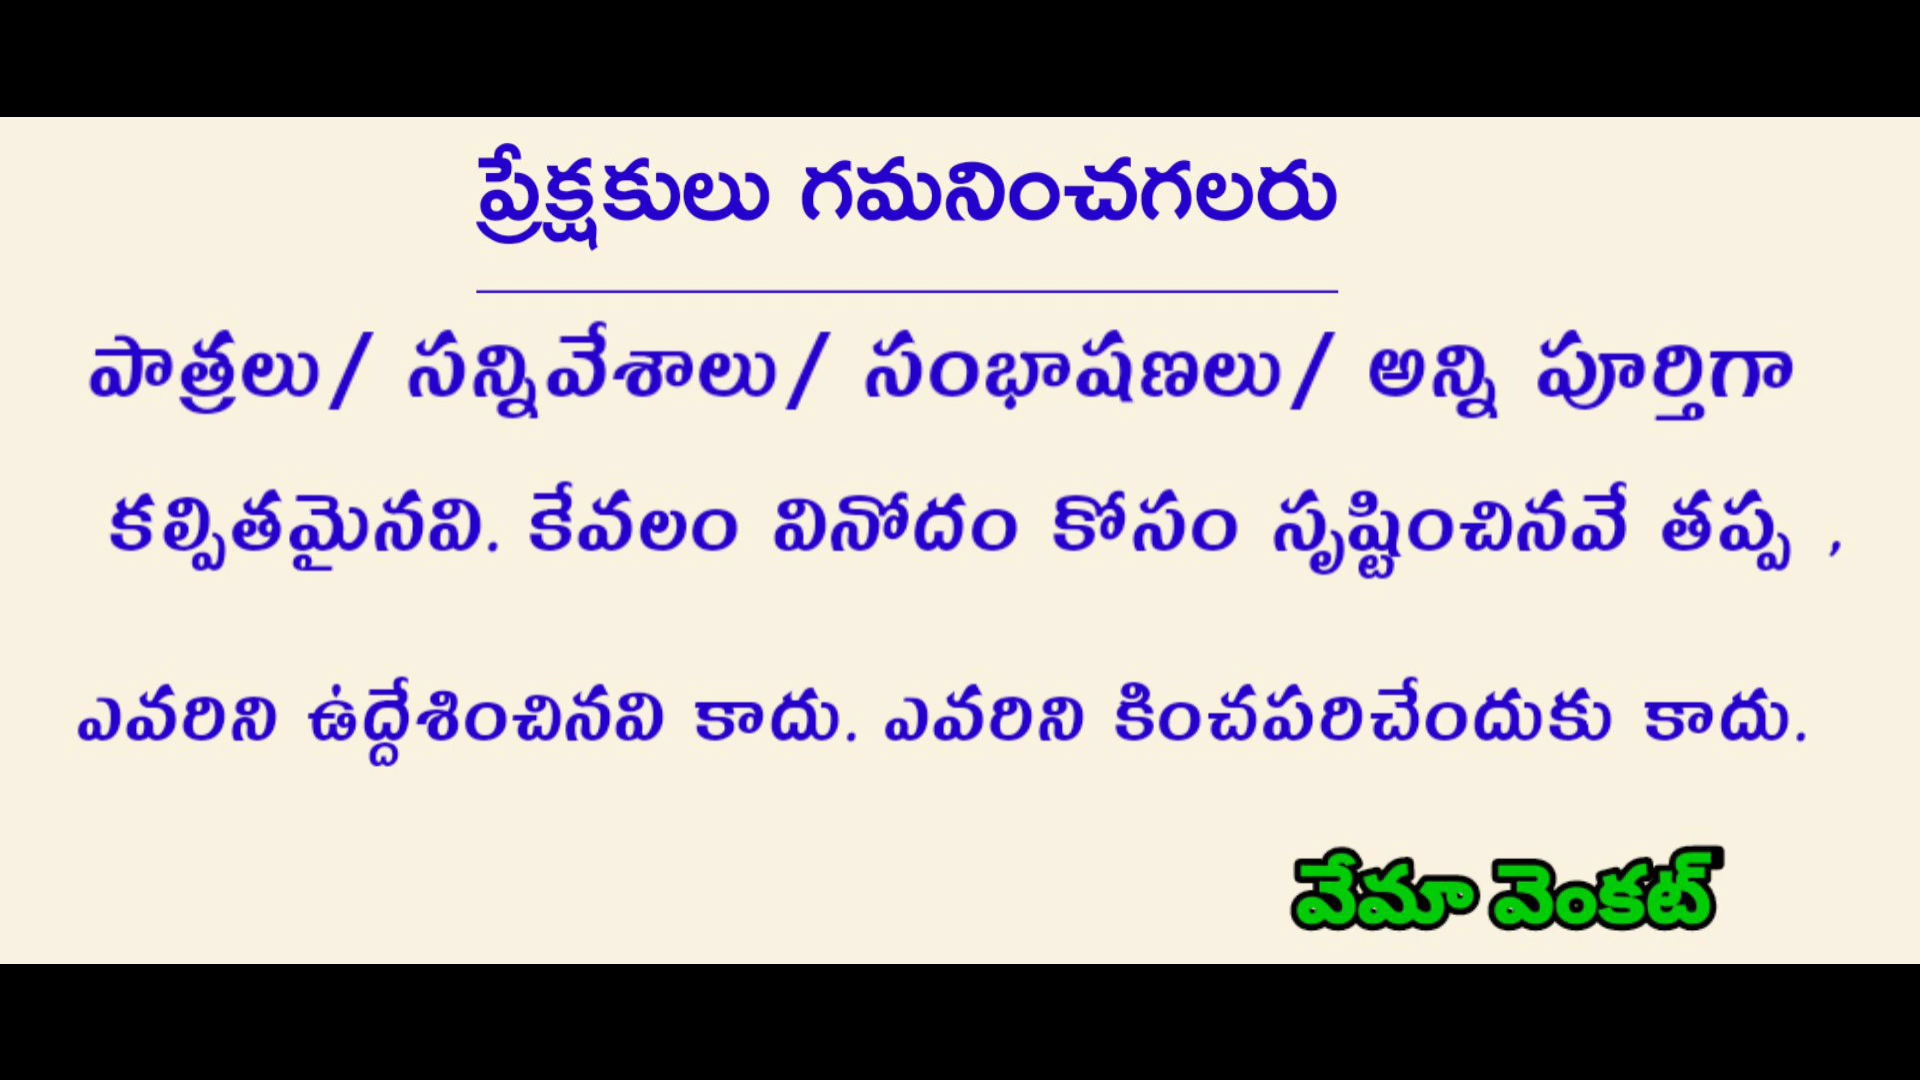 ప్రేక్షకులు గమనించగలరు
పాత్రలు/ సన్నివేశాలు/ సంభాషణలు/ అన్ని పూర్తిగా
కల్పితమైనవి. కేవలం వినోదం కోసం సృష్టించినవే తప్ప ,
ఎవరిని ఉద్దేశించినవి కాదు. ఎవరిని కించపరిచేందుకు కాదు.
వేమా వెంకట్